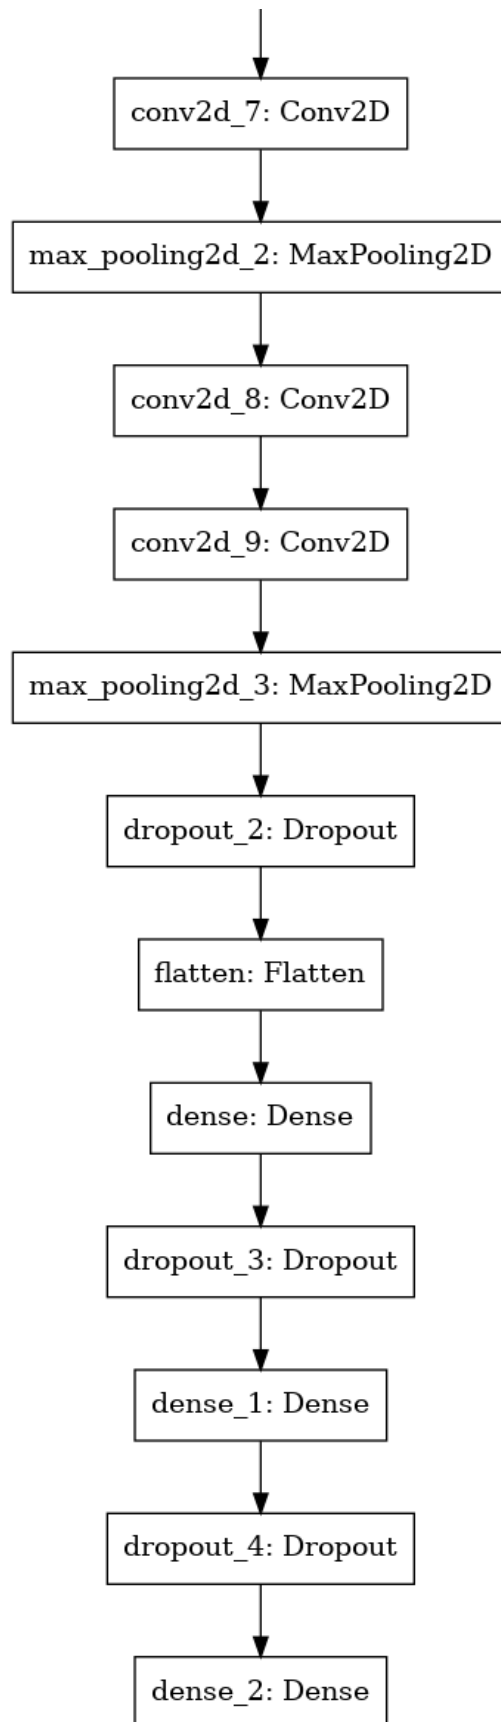 conv2d_7: Conv2D
max_pooling2d_2: MaxPooling2D
conv2d_8: Conv2D
conv2d_9: Conv2D
max_pooling2d_3: MaxPooling2D
dropout_2: Dropout
flatten: Flatten
dense: Dense
dropout_3: Dropout
dense_1: Dense
dropout_4: Dropout
dense_2: Dense